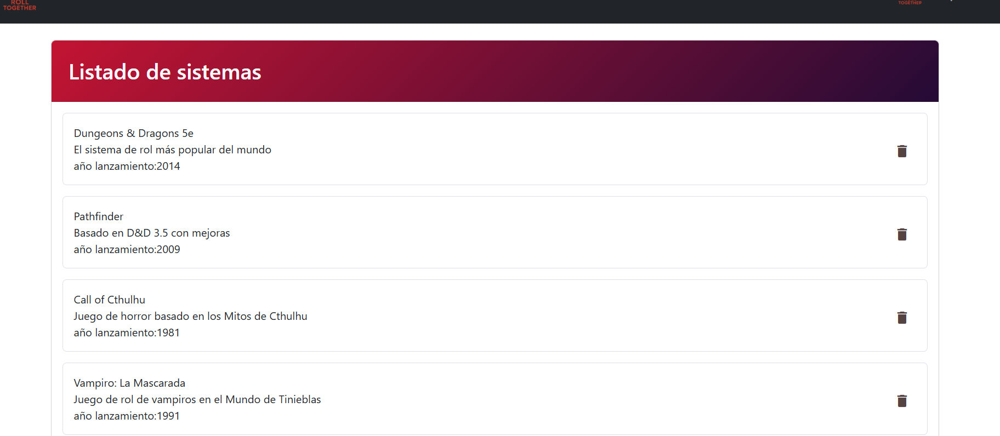 ROLL
TOGETHER
TOGETHER
Listado de sistemas
Dungeons & Dragons 5e
El sistema de rol más popular del mundo
año lanzamiento:2014
Pathfinder
Basado en D&D 3.5 con mejoras
año lanzamiento:2009
Call of Cthulhu
Juego de horror basado en los Mitos de Cthulhu
año lanzamiento:1981
Vampiro: La Mascarada
Juego de rol de vampiros en el Mundo de Tinieblas
año lanzamiento:1991